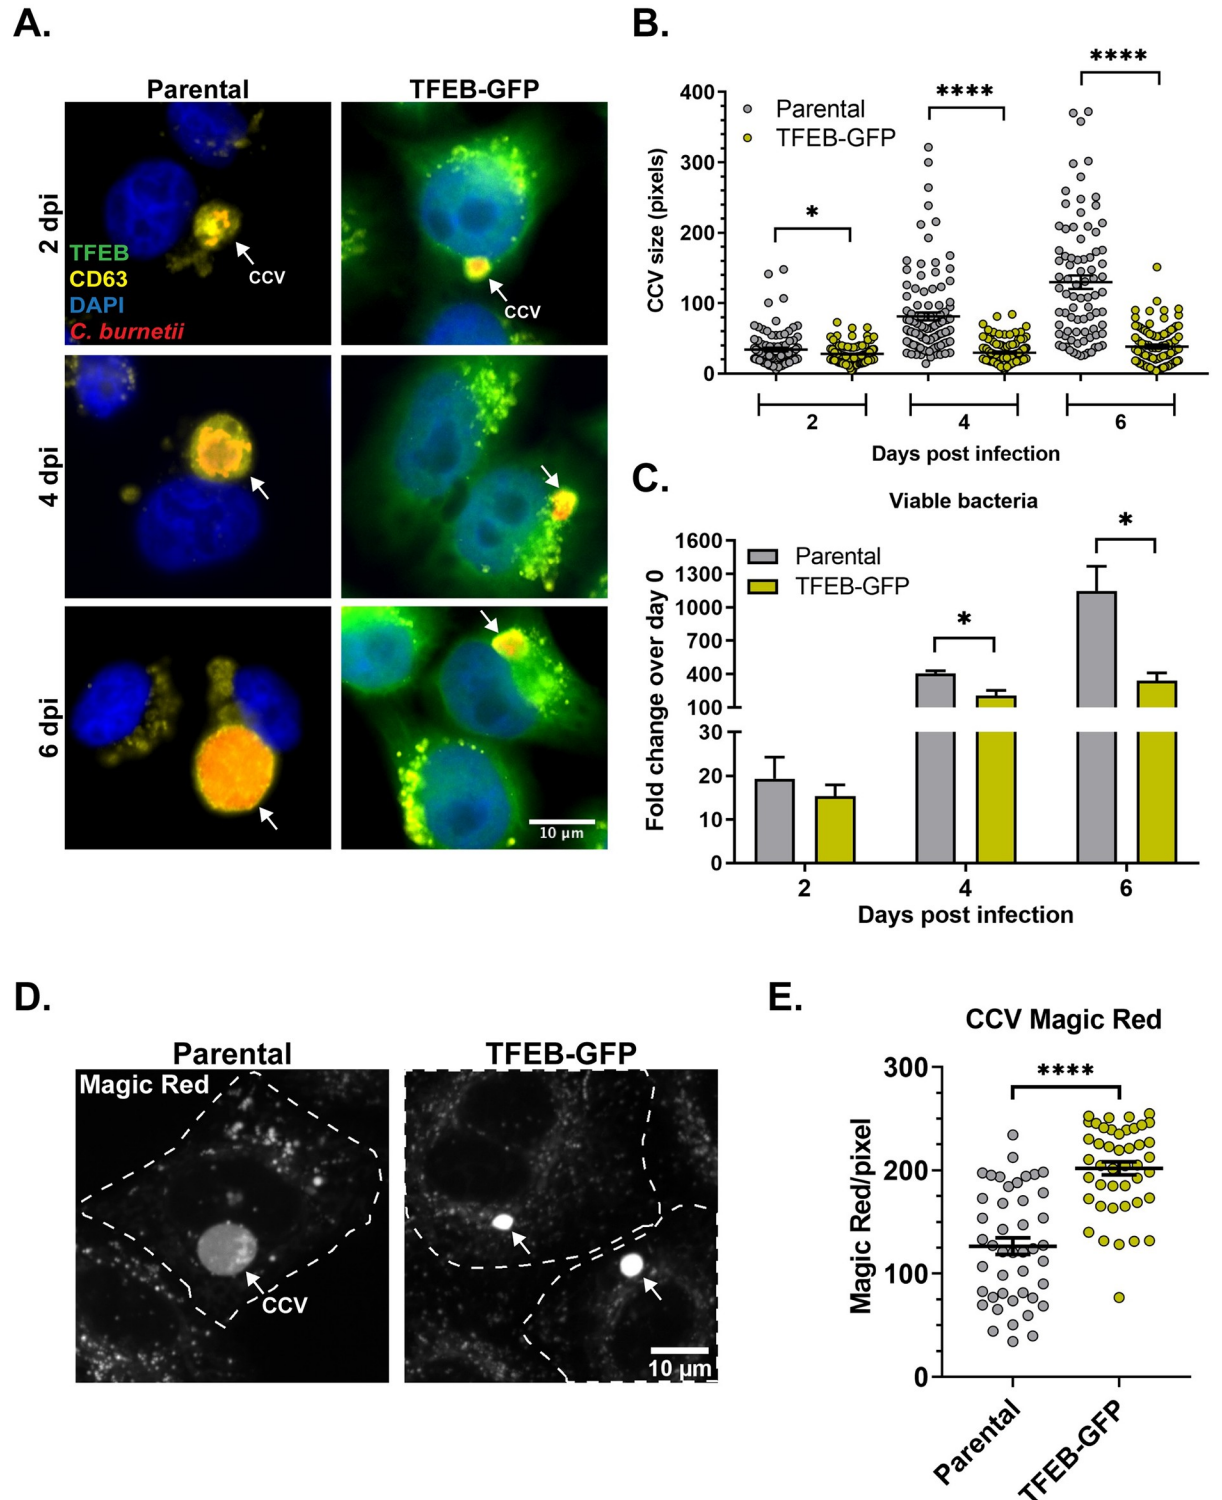 A.
Parental TFEB-GFP
2 dpi
TFEB
CD63
DAPI
C. burnetii
CCV
CCV
4 dpi
6 dpi
10 µm
B.
****
****
*
Parental
TFEB-GFP
CCV size (pixels)
400
300
200
100
0
2 4 6
Days post infection
C.
Viable bacteria
*
*
Parental
TFEB-GFP
Fold change over day 0
1600
1300
1000
700
400
100
30
20
10
0
2 4 6
Days post infection
D.
Parental TFEB-GFP
Magic Red
CCV
10 µm
E.
CCV Magic Red
****
Magic Red/pixel
300
200
100
0
Parental
TFEB-GFP